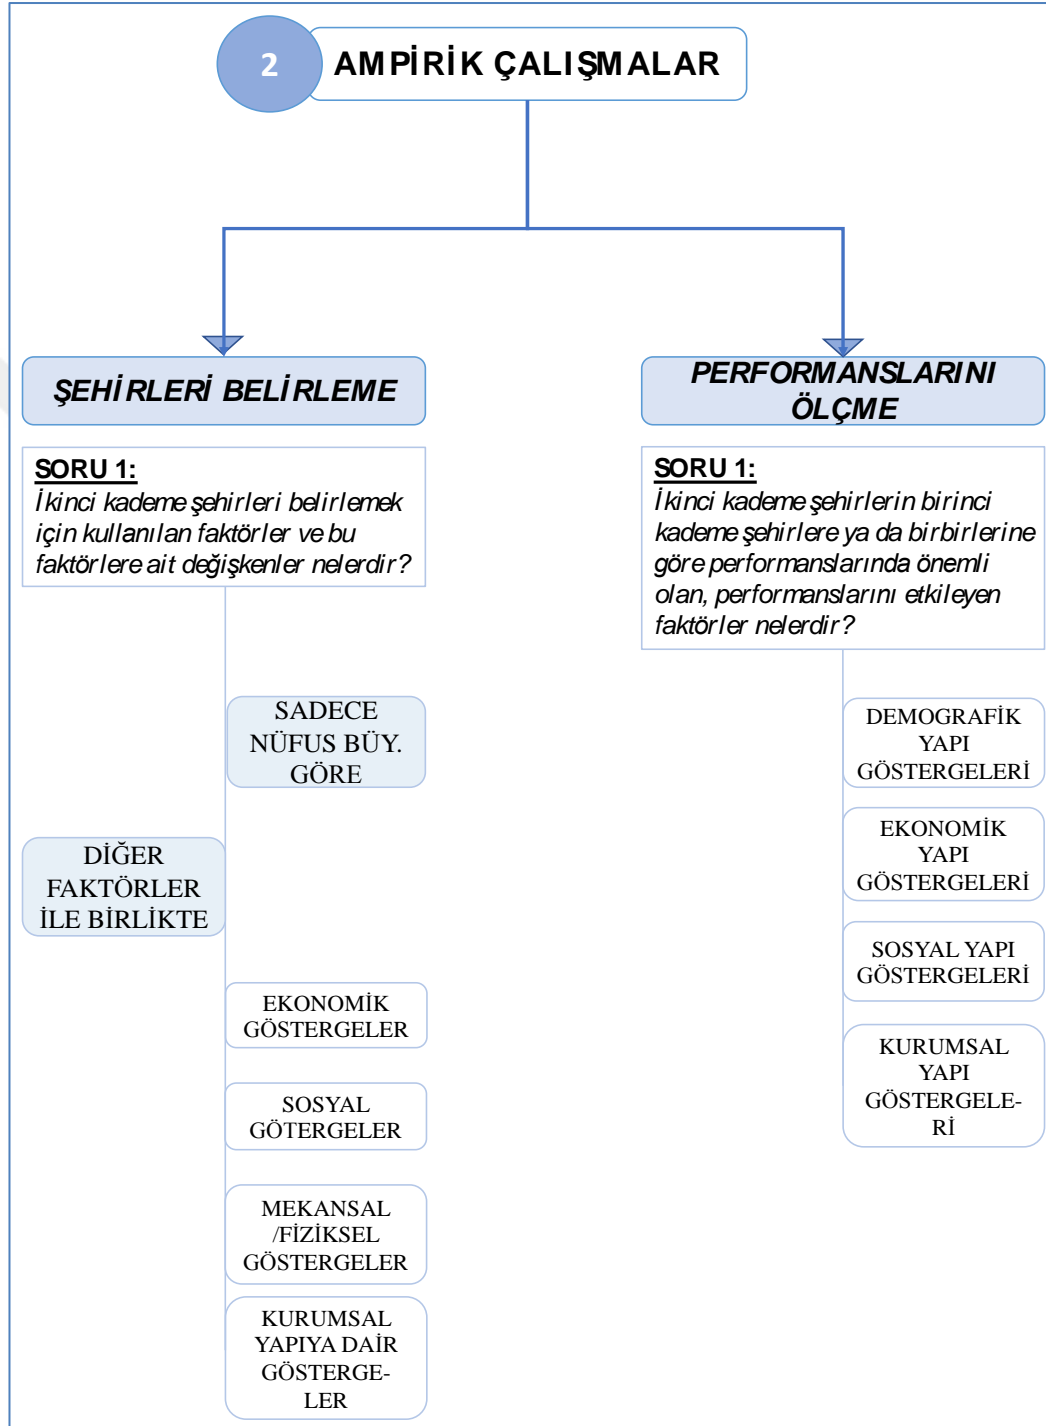 2
AMPİRİK ÇALIŞMALAR
ŞEHİRLERİ BELİRLEME
SORU 1:
İkinci kademe şehirleri belirlemek
için kullanılan faktörler ve bu
faktörlere ait değişkenler nelerdir?
SADECE
NÜFUS BÜY.
GÖRE
DİĞER
FAKTÖRLER
İLE BİRLİKTE
EKONOMİK
GÖSTERGELER
SOSYAL
GÖTERGELER
MEKANSAL
/FİZİKSEL
GÖSTERGELER
KURUMSAL
YAPIYA DAİR
GÖSTERGE-
LER
PERFORMANSLARINI
ÖLÇME
SORU 1:
İkinci kademe şehirlerin birinci
kademe şehirlere ya da birbirlerine
göre performanslarında önemli
olan, performanslarını etkileyen
faktörler nelerdir?
DEMOGRAFİK
YAPI
GÖSTERGELERİ
EKONOMİK
YAPI
GÖSTERGELERİ
SOSYAL YAPI
GÖSTERGELERİ
KURUMSAL
YAPI
GÖSTERGELE-
Rİ